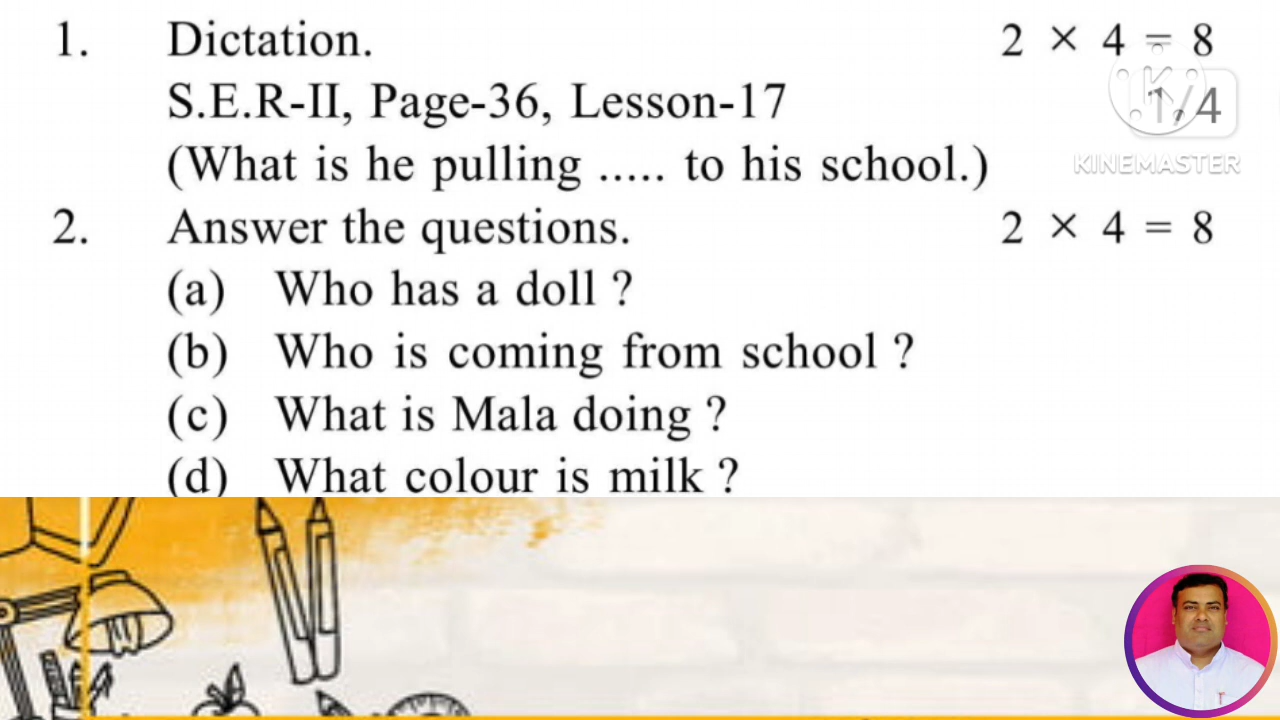 1. Dictation. 2 × 4 = 8
S.E.R-II, Page-36, Lesson-17 1/4
(What is he pulling ..... to his school.)
KINEMASTER
2. Answer the questions. 2 × 4 = 8
(a) Who has a doll ?
(b) Who is coming from school ?
(c) What is Mala doing ?
(d) What colour is milk ?